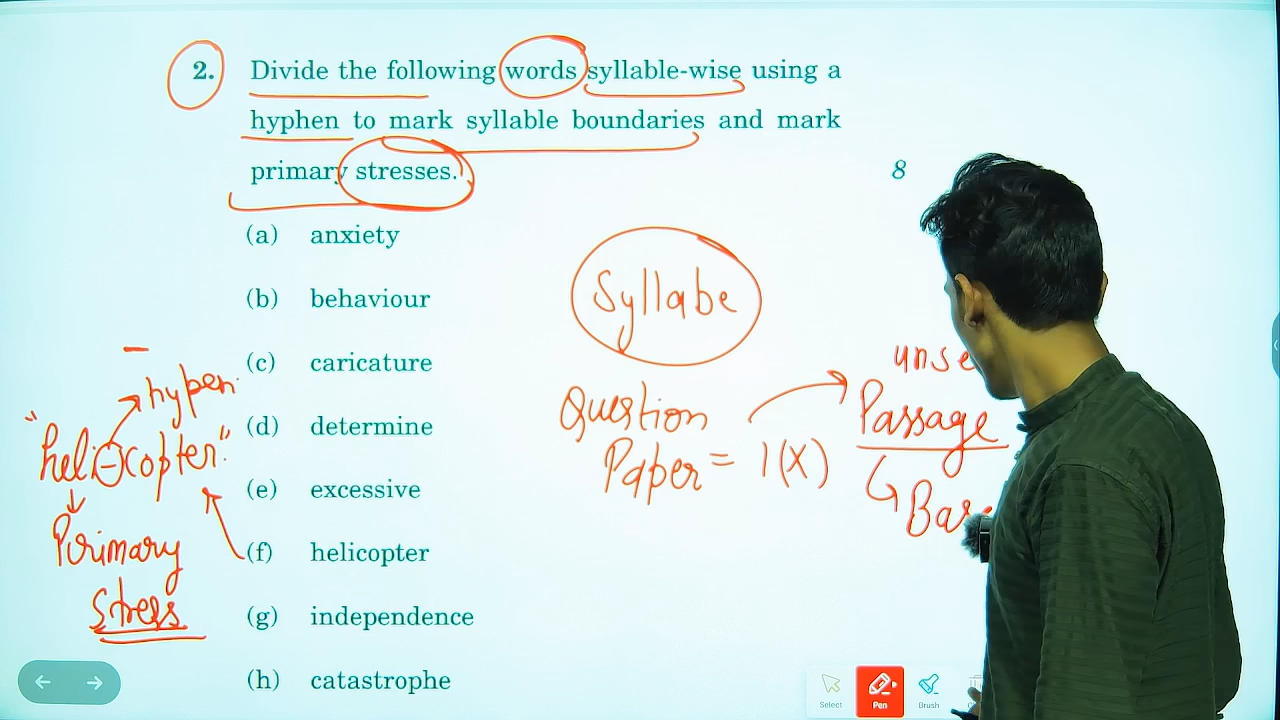 2. Divide the following words syllable-wise using a
hyphen to mark syllable boundaries and mark
primary stresses.
8
(a) anxiety
(b) behaviour
(c) caricature
(d) determine
(e) excessive
(f) helicopter
(g) independence
(h) catastrophe
hypen
"heli-copter"
Primary
Stress
Syllabe
Question
Paper = 1(X)
unse
Passage
Bas
Select
Pen
Brush